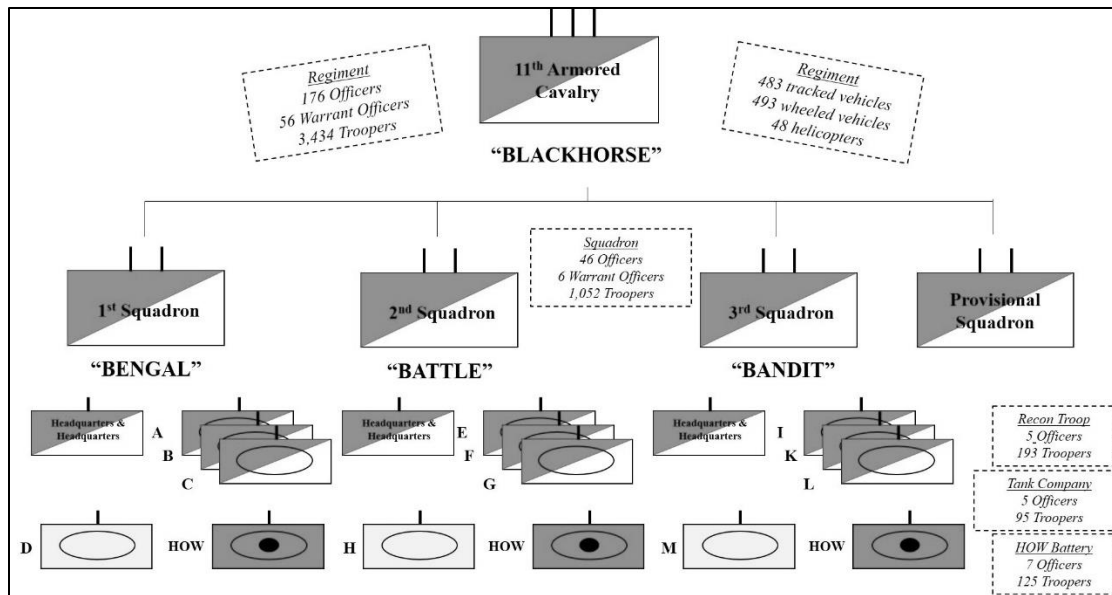 11th Armored
Cavalry
Regiment
176 Officers
56 Warrant Officers
3,434 Troopers
Regiment
483 tracked vehicles
493 wheeled vehicles
48 helicopters
“BLACKHORSE”
Squadron
46 Officers
6 Warrant Officers
1,052 Troopers
1st Squadron
2nd Squadron
3rd Squadron
Provisional
Squadron
“BENGAL”
“BATTLE”
“BANDIT”
Headquarters &
Headquarters
A
B
C
Headquarters &
Headquarters
E
F
G
Headquarters &
Headquarters
I
K
L
Recon Troop
5 Officers
193 Troopers
Tank Company
5 Officers
95 Troopers
D
HOW
H
HOW
M
HOW
HOW Battery
7 Officers
125 Troopers